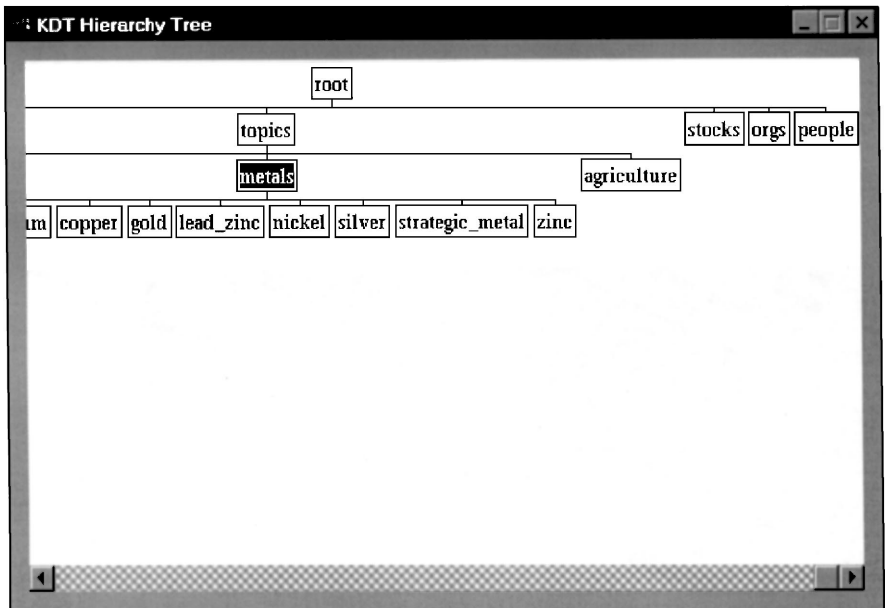 KDT Hierarchy Tree
root
topics stocks orgs people
metals agriculture
um copper gold lead_zinc nickel silver strategic_metal zinc